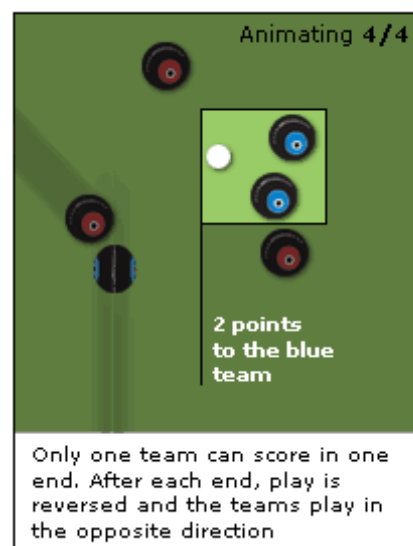 Animating 4/4
2 points
to the blue
team
Only one team can score in one
end. After each end, play is
reversed and the teams play in
the opposite direction